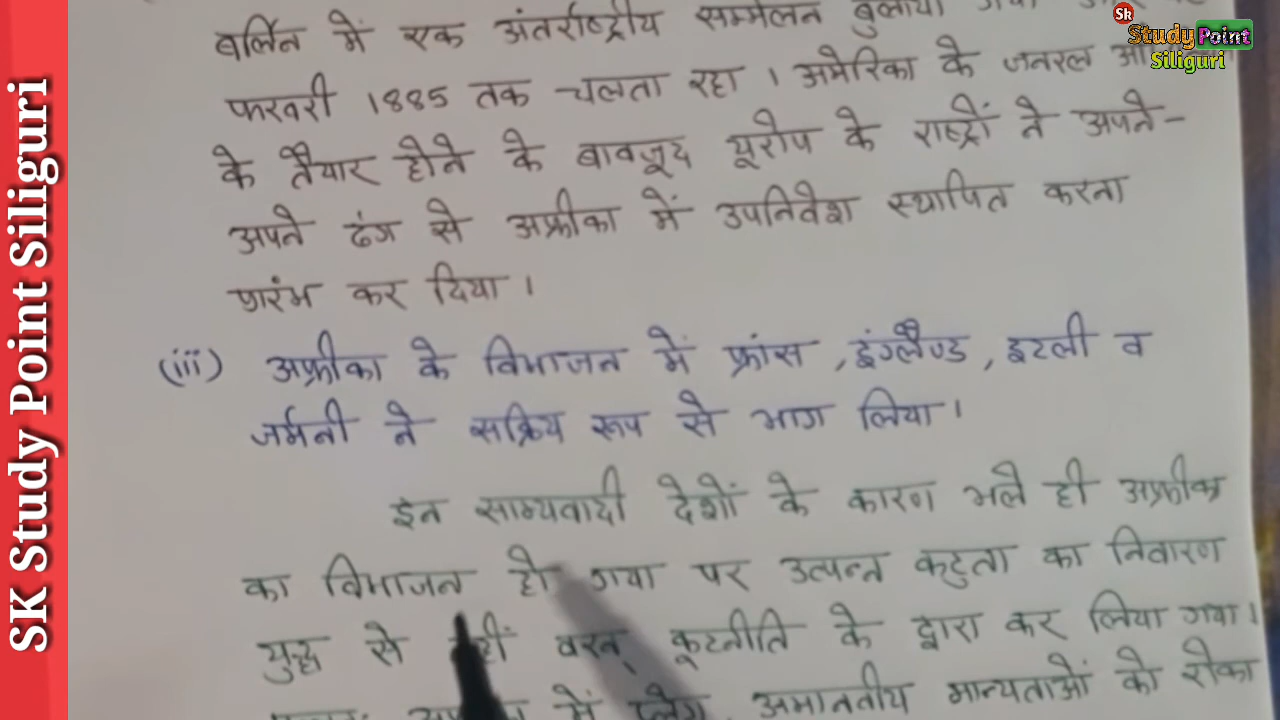 SK Study Point Siliguri
Sk
Study Point
Siliguri
बर्लिन में एक अंतर्राष्ट्रीय सम्मेलन बुलाया गया
फरवरी 1885 तक चलता रहा । अमेरिका के जनरल
के तैयार होने के बावजूद यूरोप के राष्ट्रों ने अपने-
अपने ढंग से अफ्रीका में उपनिवेश स्थापित करना
प्रारंभ कर दिया ।
(iii) अफ्रीका के विभाजन में फ्रांस , इंग्लैण्ड , इटली व
जर्मनी ने सक्रिय रूप से भाग लिया ।
इन साम्यवादी देशों के कारण भले ही अफ्रीका
का विभाजन हो गया पर उत्पन्न कटुता का निवारण
युद्ध से नहीं वरन् कूटनीति के द्वारा कर लिया गया ।
में प्लेग, अमानवीय मान्यताओं को रोका